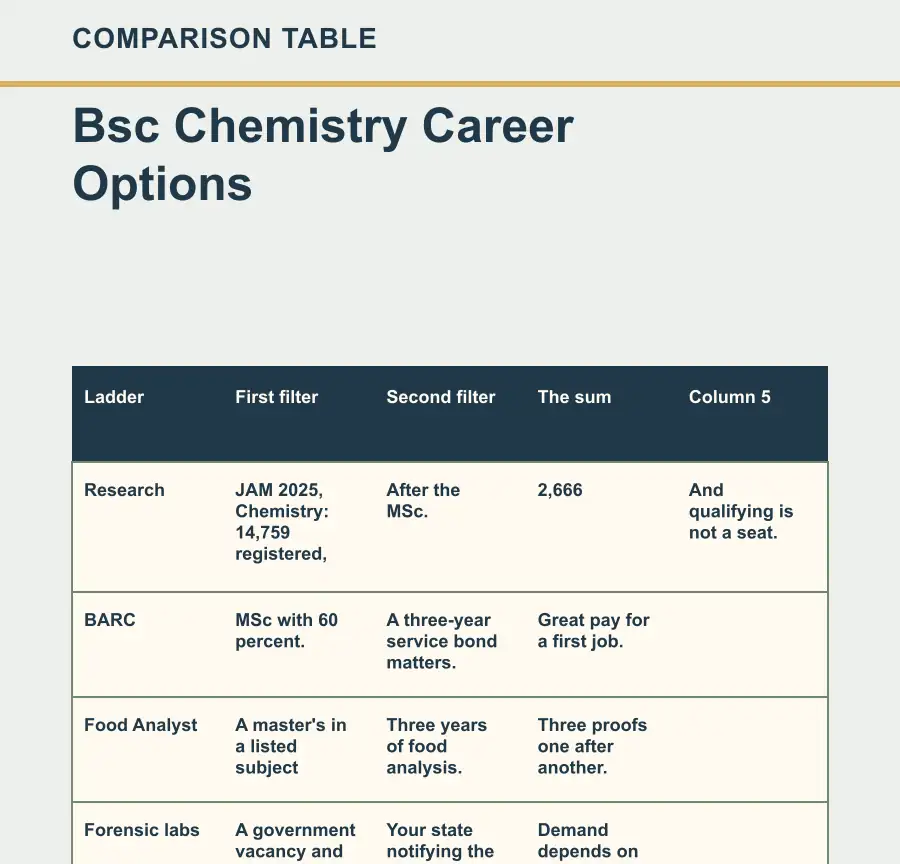 COMPARISON TABLE
Bsc Chemistry Career
Options
Ladder
First filter
Second filter
The sum
Column 5
Research
JAM 2025,
Chemistry:
14,759
registered,
After the
MSc.
2,666
And
qualifying is
not a seat.
BARC
MSc with 60
percent.
A three-year
service bond
matters.
Great pay for
a first job.
Food Analyst
A master's in
a listed
subject
Three years
of food
analysis.
Three proofs
one after
another.
Forensic labs
A government
vacancy and
Your state
notifying the
Demand
depends on